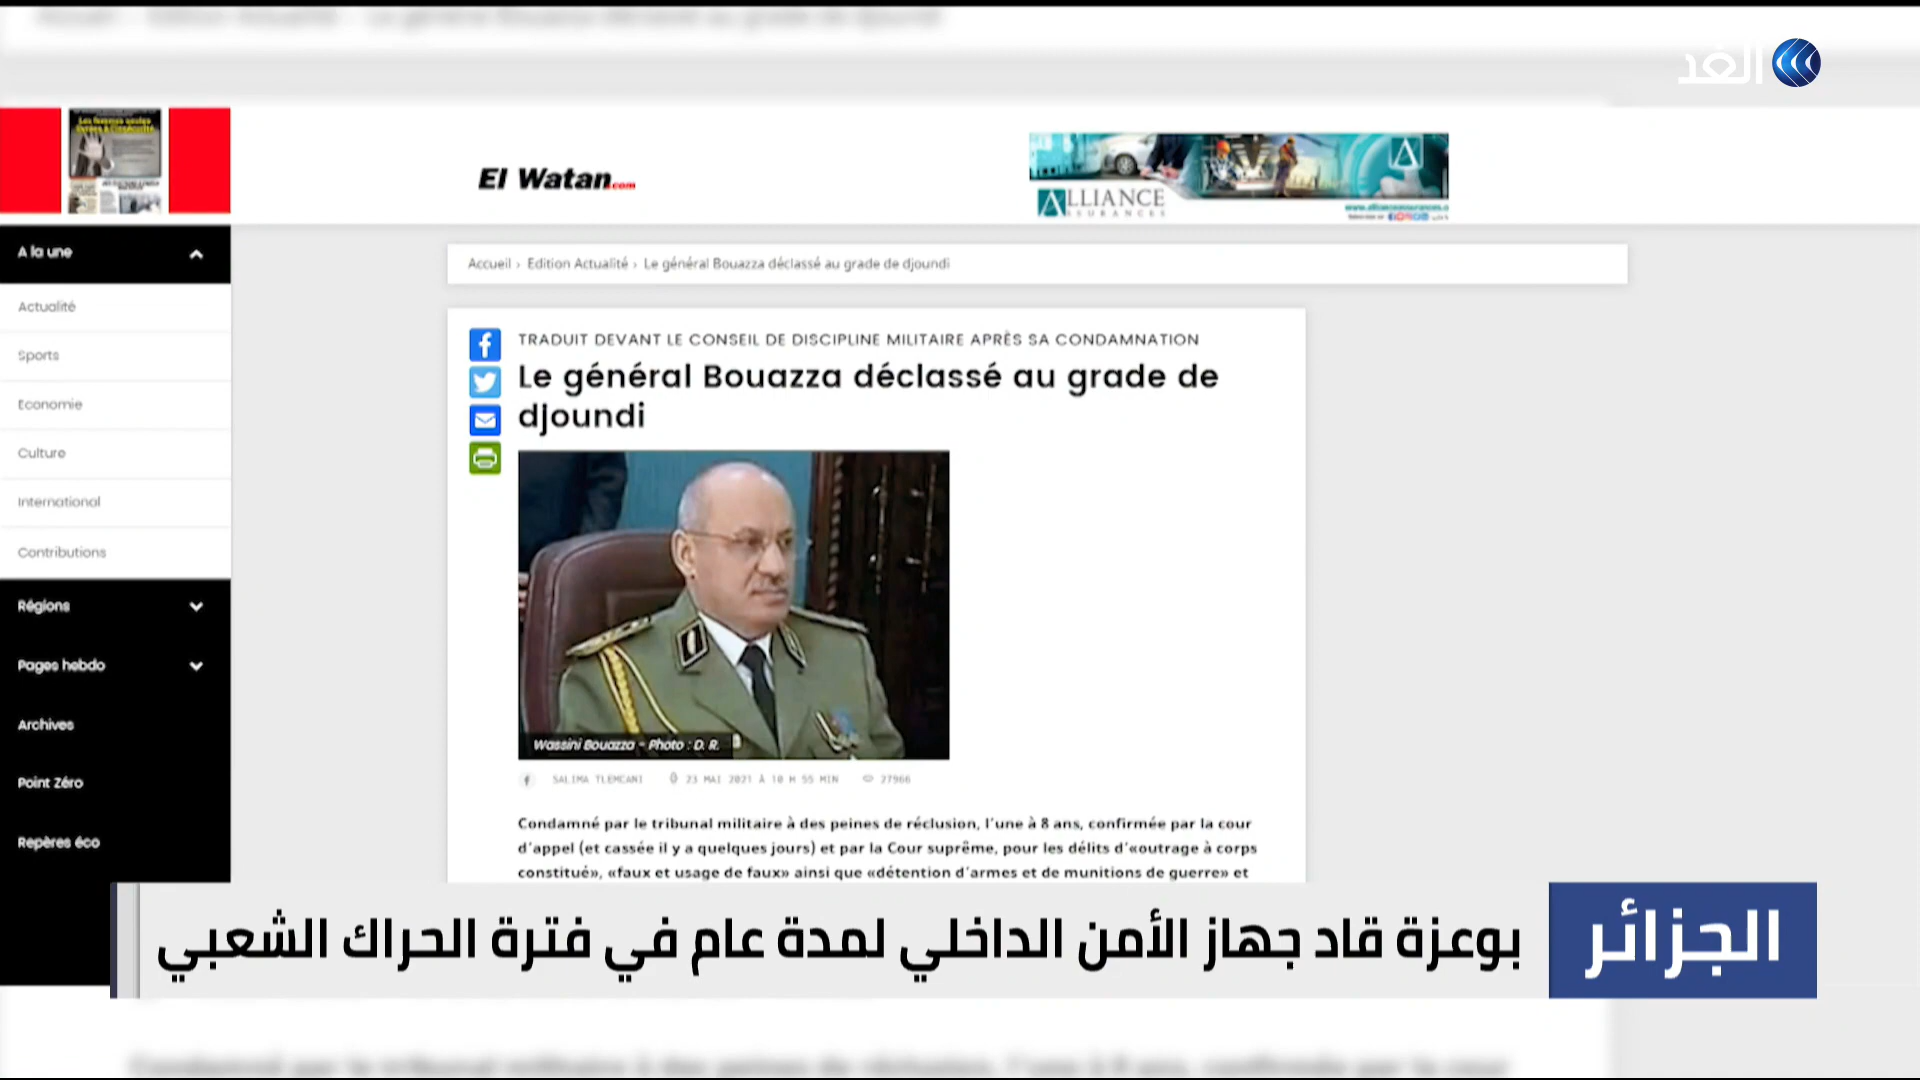 الغد
Les femmes seules
livrées à l'insécurité
El Watan.com
ALLIANCE
ASSURANCES
A la une
Actualité
Sports
Economie
Culture
International
Contributions
Régions
Pages hebdo
Archives
Point Zéro
Repères éco
Accueil › Edition Actualité › Le général Bouazza déclassé au grade de djoundi
TRADUIT DEVANT LE CONSEIL DE DISCIPLINE MILITAIRE APRÈS SA CONDAMNATION
Le général Bouazza déclassé au grade de
djoundi
Wassini Bouazza - Photo : D. R.
SALIMA TLEMCANI 23 MAI 2021 À 10 H 55 MIN 27966
Condamné par le tribunal militaire à des peines de réclusion, l'une à 8 ans, confirmée par la cour
d'appel (et cassée il y a quelques jours) et par la Cour suprême, pour les délits d'«outrage à corps
constitué», «faux et usage de faux» ainsi que «détention d'armes et de munitions de guerre» et
الجزائر
بوعزة قاد جهاز الأمن الداخلي لمدة عام في فترة الحراك الشعبي